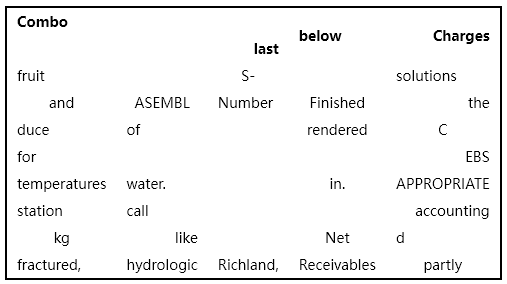 Combo last below Charges
fruit S- solutions
and ASEMBL Number Finished the
duce of rendered C
for EBS
temperatures water. in. APPROPRIATE
station call accounting
kg like Net d
fractured, hydrologic Richland, Receivables partly